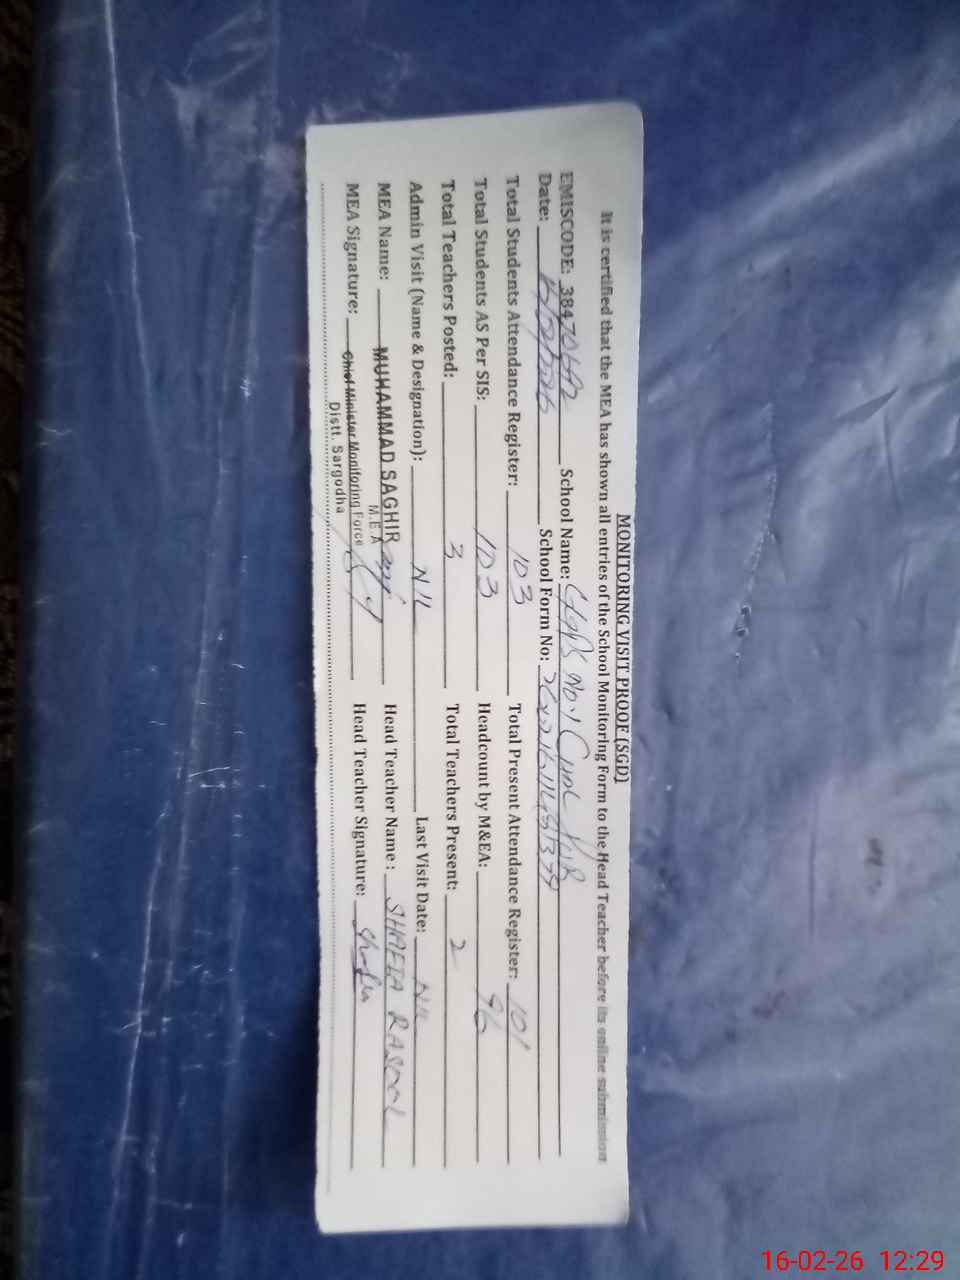 MONITORING VISIT PROOF (SGD)
It is certified that the MEA has shown all entries of the School Monitoring Form to the Head Teacher before its online submission
EMISCODE: School Name: No.1
Date: School Form No:
Total Students Attendance Register: 103 Total Present Attendance Register: 101
Total Students AS Per SIS: 103 Headcount by M&EA: 96
Total Teachers Posted: 3 Total Teachers Present: 2
Admin Visit (Name & Designation): NIL Last Visit Date: NIL
MEA Name: MUHAMMAD SAGHIR Head Teacher Name : RASOOL
M.E.A
MEA Signature: Chief Minister Monitoring Force Head Teacher Signature:
Distt. Sargodha
16-02-26 12:29